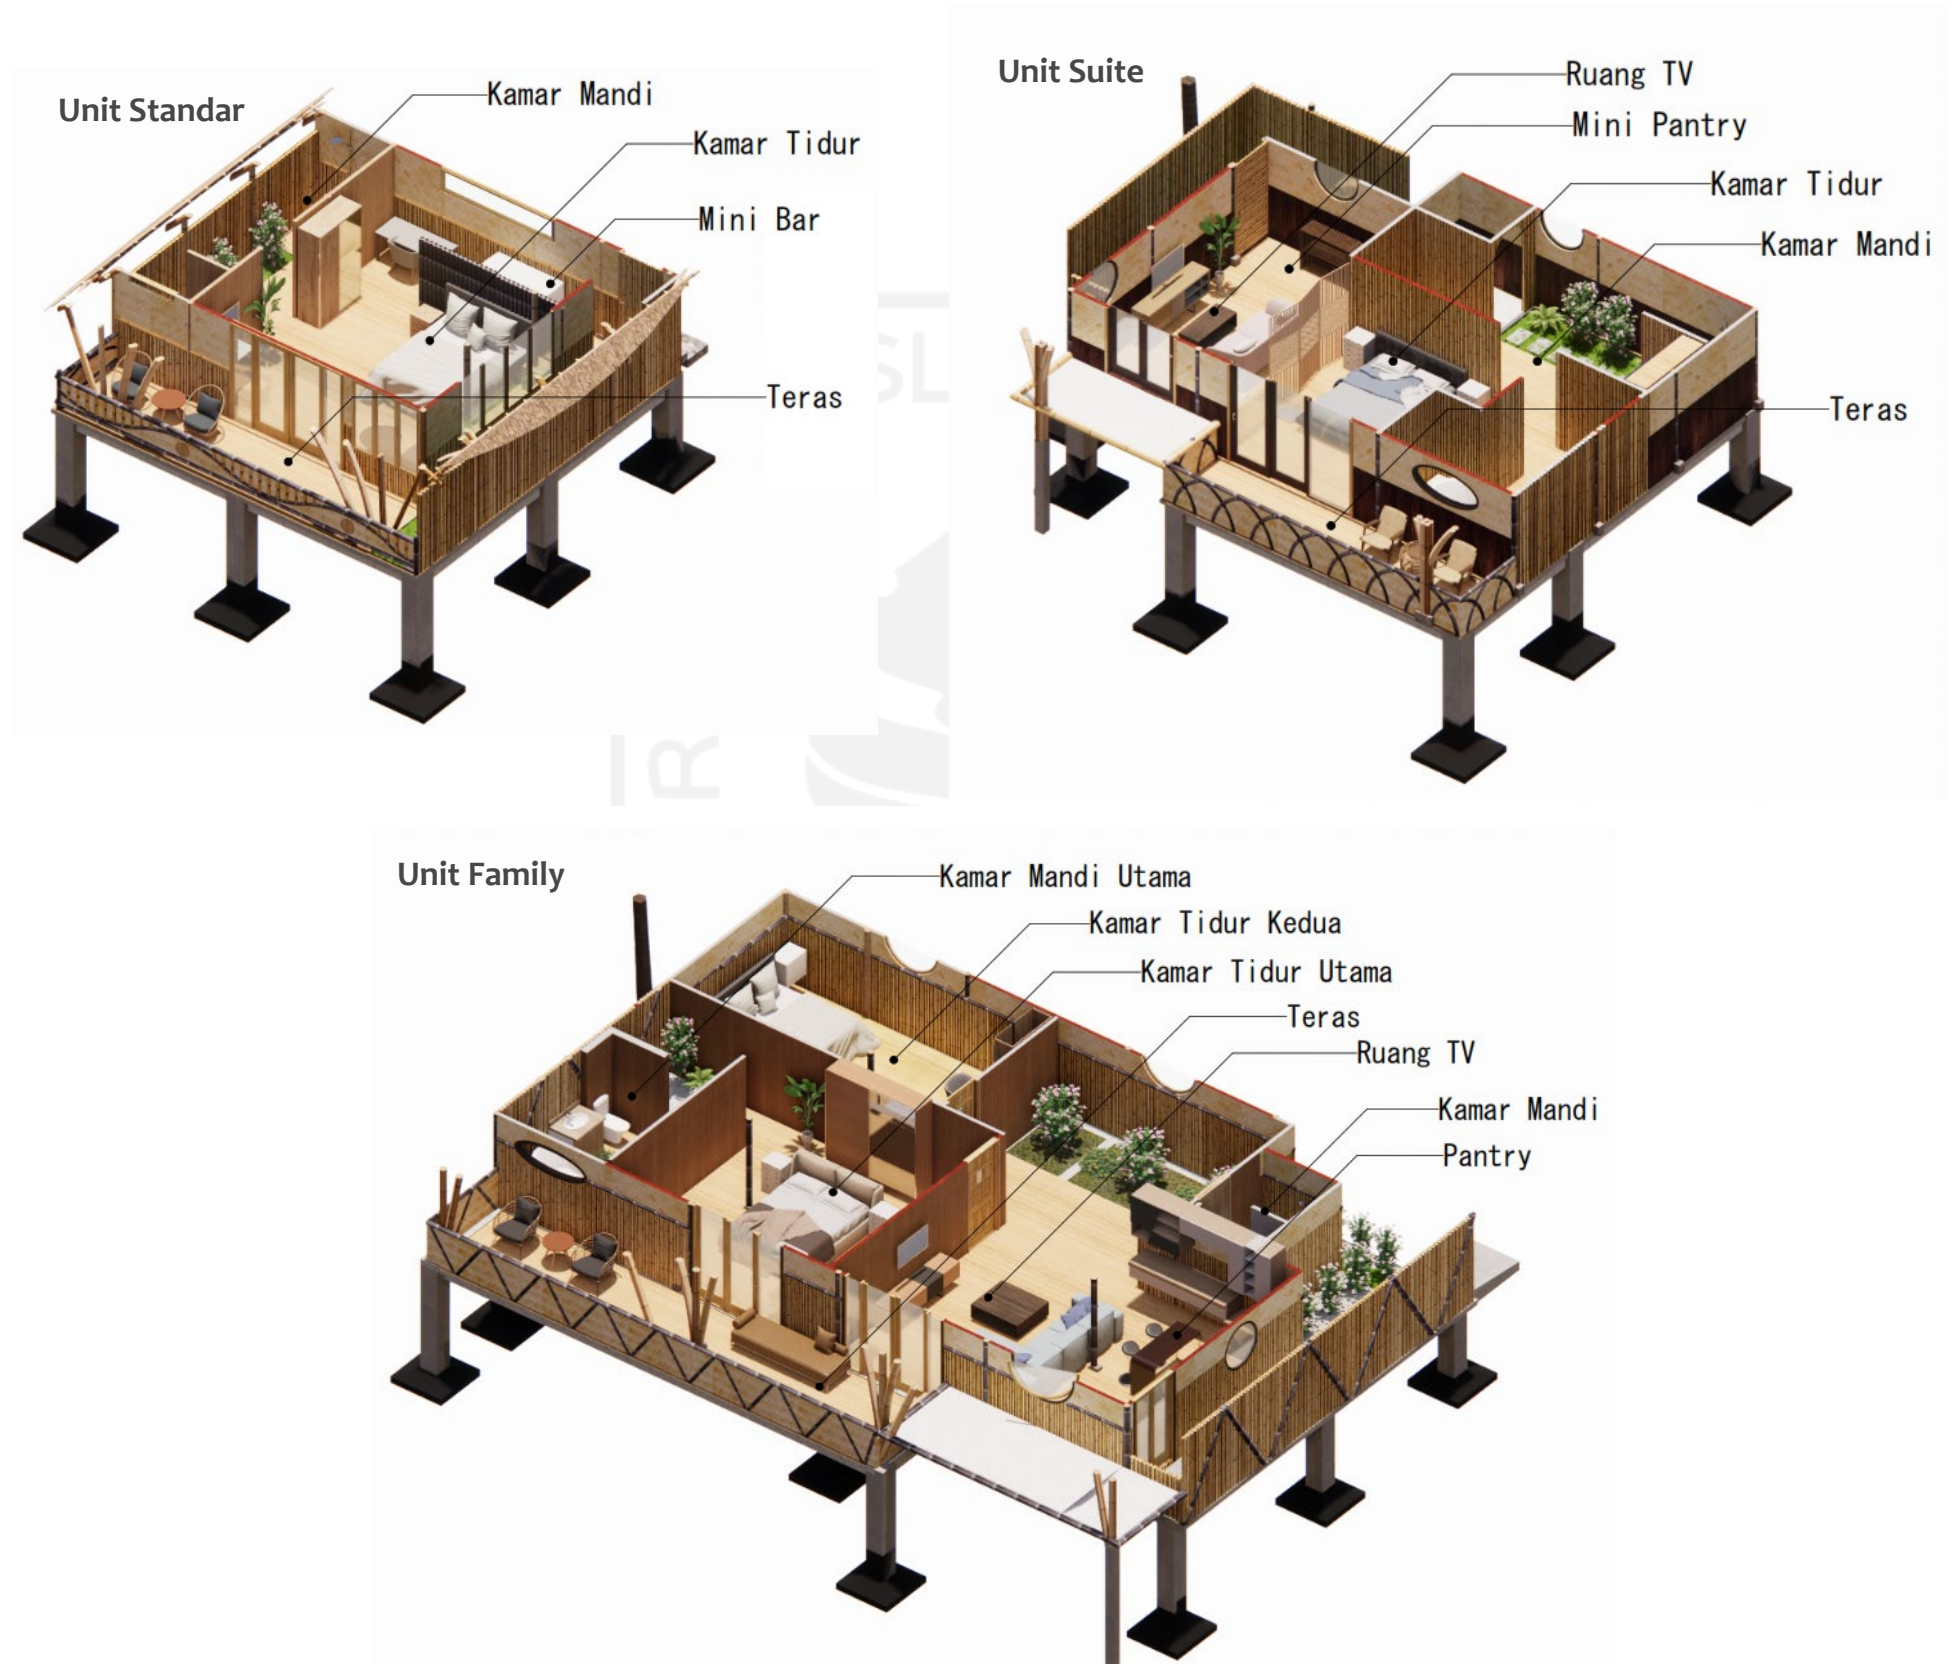 Unit Standar
Kamar Mandi
Kamar Tidur
Mini Bar
Teras
Unit Suite
Ruang TV
Mini Pantry
Kamar Tidur
Kamar Mandi
Teras
Unit Family
Kamar Mandi Utama
Kamar Tidur Kedua
Kamar Tidur Utama
Teras
Ruang TV
Kamar Mandi
Pantry